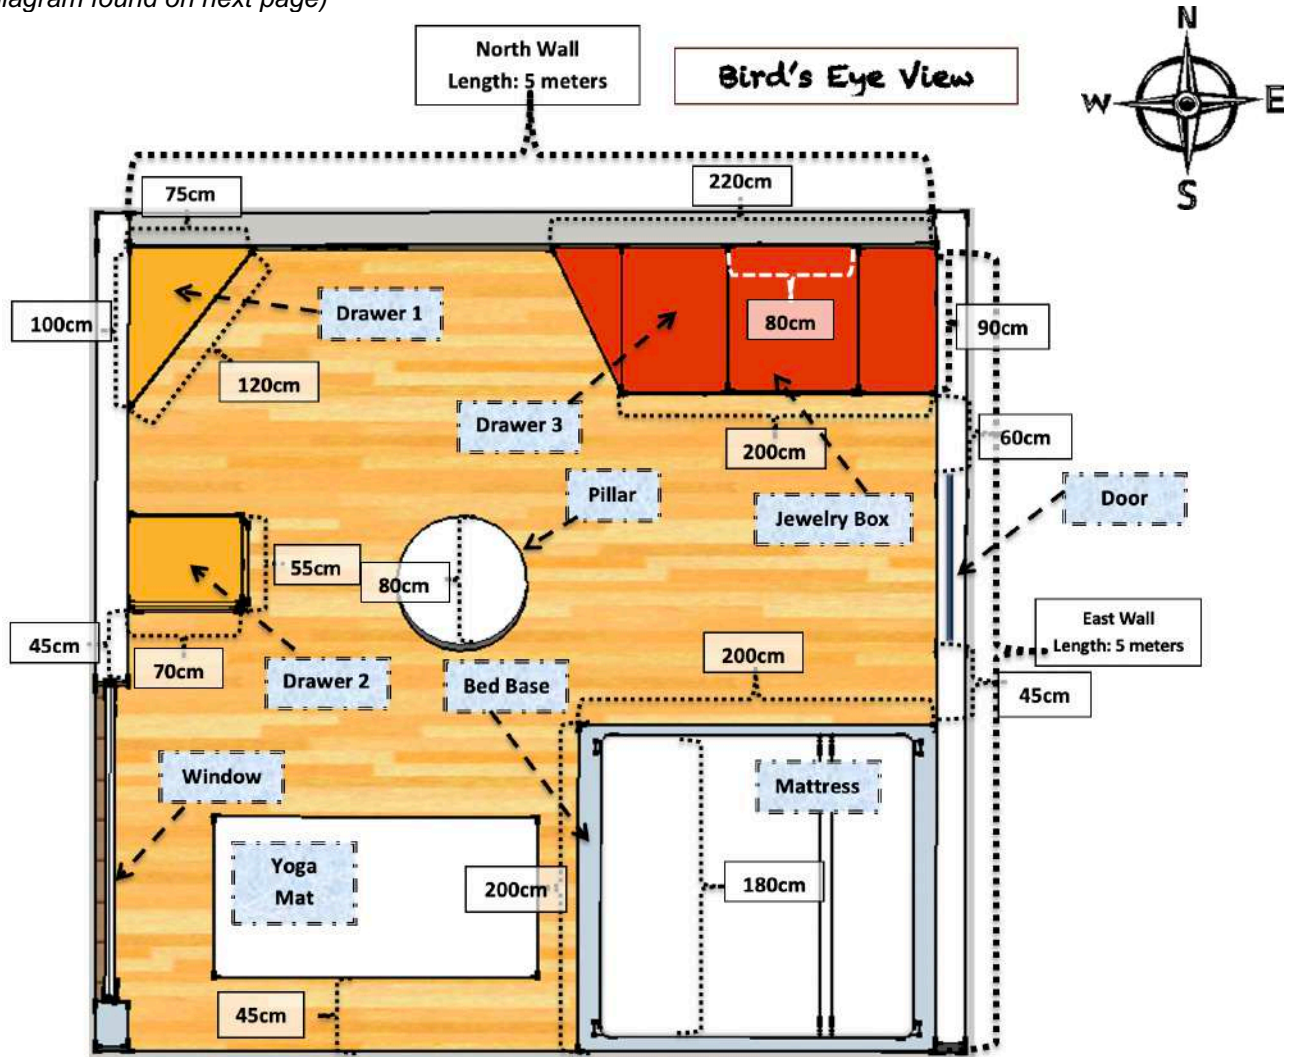 diagram found on next page)
N
North Wall
Length: 5 meters
Bird's Eye View
W
E
S
75cm
220cm
100cm
Drawer 1
80cm
90cm
120cm
Drawer 3
200cm
60cm
Pillar
Jewelry Box
Door
55cm
80cm
45cm
70cm
Drawer 2
Bed Base
200cm
East Wall
Length: 5 meters
45cm
Window
Mattress
Yoga
Mat
200cm
180cm
45cm